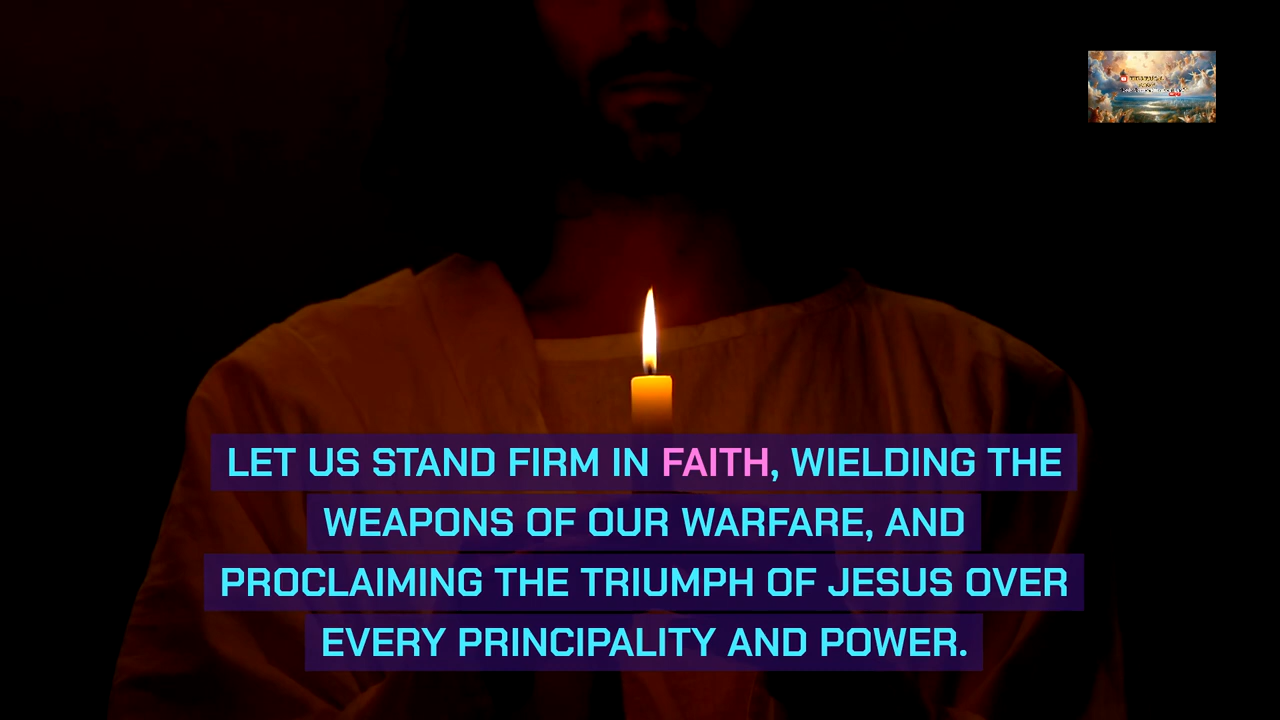 LET US STAND FIRM IN FAITH, WIELDING THE
WEAPONS OF OUR WARFARE, AND
PROCLAIMING THE TRIUMPH OF JESUS OVER
EVERY PRINCIPALITY AND POWER.